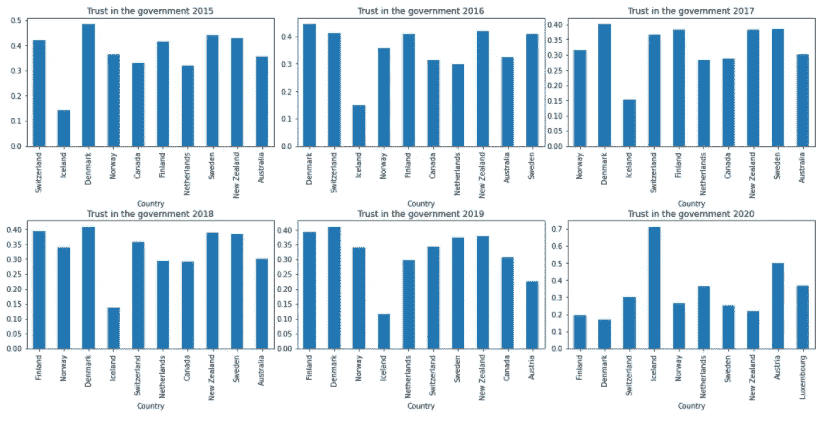 Trust in the government 2015
0.5
0.4
0.3
0.2
0.1
0.0
Switzerland
Iceland
Denmark
Norway
Canada
Finland
Netherlands
Sweden
New Zealand
Australia
Country
Trust in the government 2016
0.4
0.3
0.2
0.1
0.0
Denmark
Switzerland
Iceland
Norway
Finland
Canada
Netherlands
New Zealand
Australia
Sweden
Country
Trust in the government 2017
0.40
0.35
0.30
0.25
0.20
0.15
0.10
0.05
0.00
Norway
Denmark
Iceland
Switzerland
Finland
Netherlands
Canada
New Zealand
Sweden
Australia
Country
Trust in the government 2018
0.40
0.35
0.30
0.25
0.20
0.15
0.10
0.05
0.00
Finland
Norway
Denmark
Iceland
Switzerland
Netherlands
Canada
New Zealand
Sweden
Australia
Country
Trust in the government 2019
0.40
0.35
0.30
0.25
0.20
0.15
0.10
0.05
0.00
Finland
Denmark
Norway
Iceland
Netherlands
Switzerland
Sweden
New Zealand
Canada
Austria
Country
Trust in the government 2020
0.7
0.6
0.5
0.4
0.3
0.2
0.1
0.0
Finland
Denmark
Switzerland
Iceland
Norway
Netherlands
Sweden
New Zealand
Austria
Luxembourg
Country